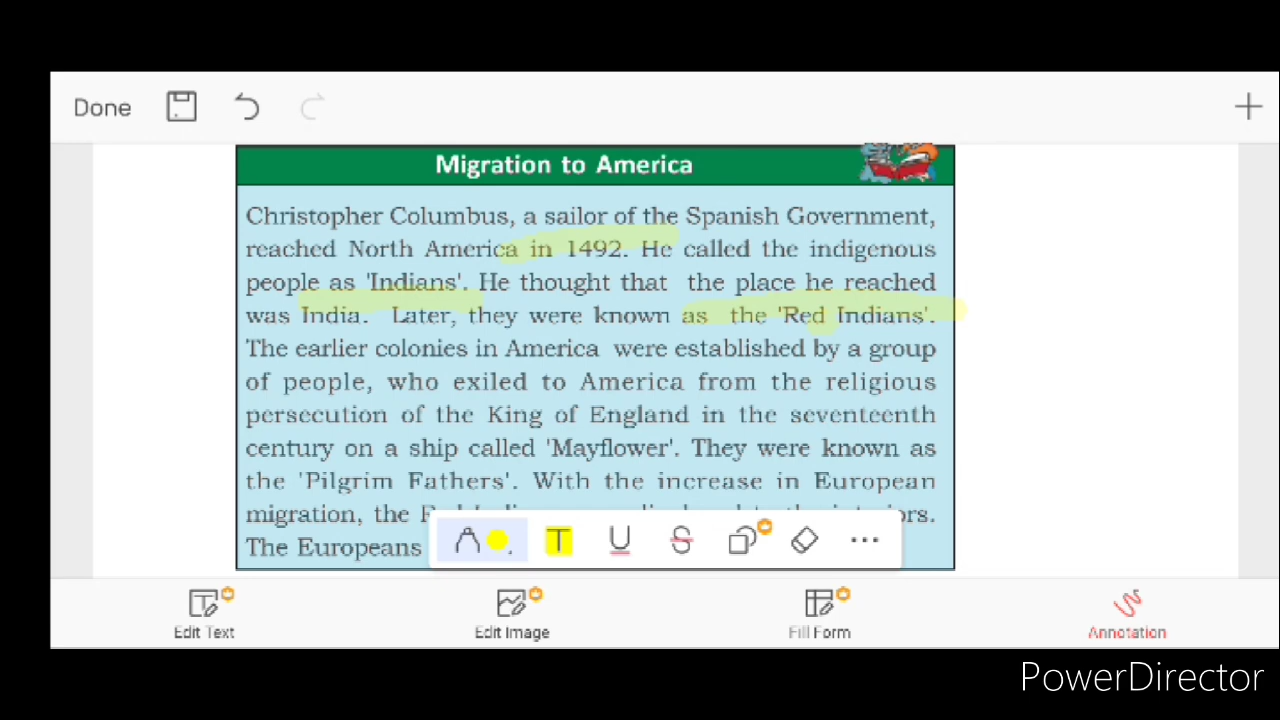 Done
Migration to America
Christopher Columbus, a sailor of the Spanish Government,
reached North America in 1492. He called the indigenous
people as 'Indians'. He thought that the place he reached
was India. Later, they were known as the 'Red Indians'.
The earlier colonies in America were established by a group
of people, who exiled to America from the religious
persecution of the King of England in the seventeenth
century on a ship called 'Mayflower'. They were known as
the 'Pilgrim Fathers'. With the increase in European
migration, the
The Europeans
T U S
Edit Text
Edit Image
Fill Form
Annotation
PowerDirector